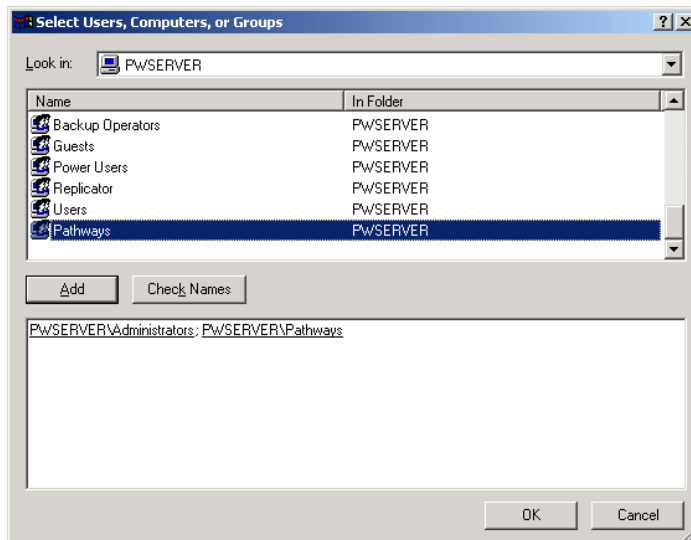 Select Users, Computers, or Groups
Look in: PWSERVER
Name In Folder
Backup Operators PWSERVER
Guests PWSERVER
Power Users PWSERVER
Replicator PWSERVER
Users PWSERVER
Pathways PWSERVER
Add Check Names
PWSERVER\Administrators; PWSERVER\Pathways
OK Cancel